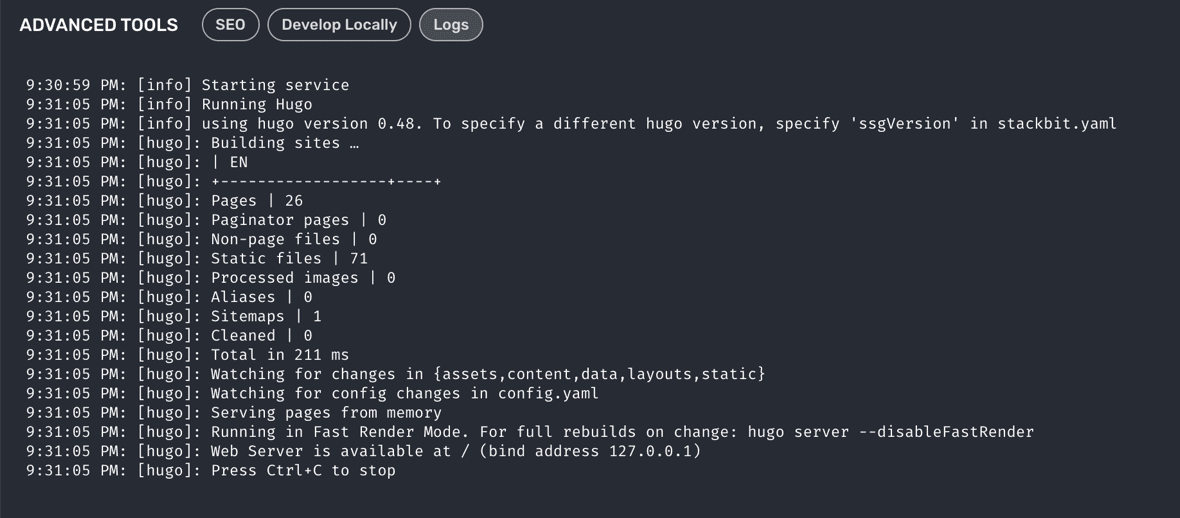 ADVANCED TOOLS SEO Develop Locally Logs
9:30:59 PM: [info] Starting service
9:31:05 PM: [info] Running Hugo
9:31:05 PM: [info] using hugo version 0.48. To specify a different hugo version, specify 'ssgVersion' in stackbit.yaml
9:31:05 PM: [hugo]: Building sites …
9:31:05 PM: [hugo]: | EN
9:31:05 PM: [hugo]: +------------------+----+
9:31:05 PM: [hugo]: Pages | 26
9:31:05 PM: [hugo]: Paginator pages | 0
9:31:05 PM: [hugo]: Non-page files | 0
9:31:05 PM: [hugo]: Static files | 71
9:31:05 PM: [hugo]: Processed images | 0
9:31:05 PM: [hugo]: Aliases | 0
9:31:05 PM: [hugo]: Sitemaps | 1
9:31:05 PM: [hugo]: Cleaned | 0
9:31:05 PM: [hugo]: Total in 211 ms
9:31:05 PM: [hugo]: Watching for changes in {assets,content,data,layouts,static}
9:31:05 PM: [hugo]: Watching for config changes in config.yaml
9:31:05 PM: [hugo]: Serving pages from memory
9:31:05 PM: [hugo]: Running in Fast Render Mode. For full rebuilds on change: hugo server --disableFastRender
9:31:05 PM: [hugo]: Web Server is available at / (bind address 127.0.0.1)
9:31:05 PM: [hugo]: Press Ctrl+C to stop